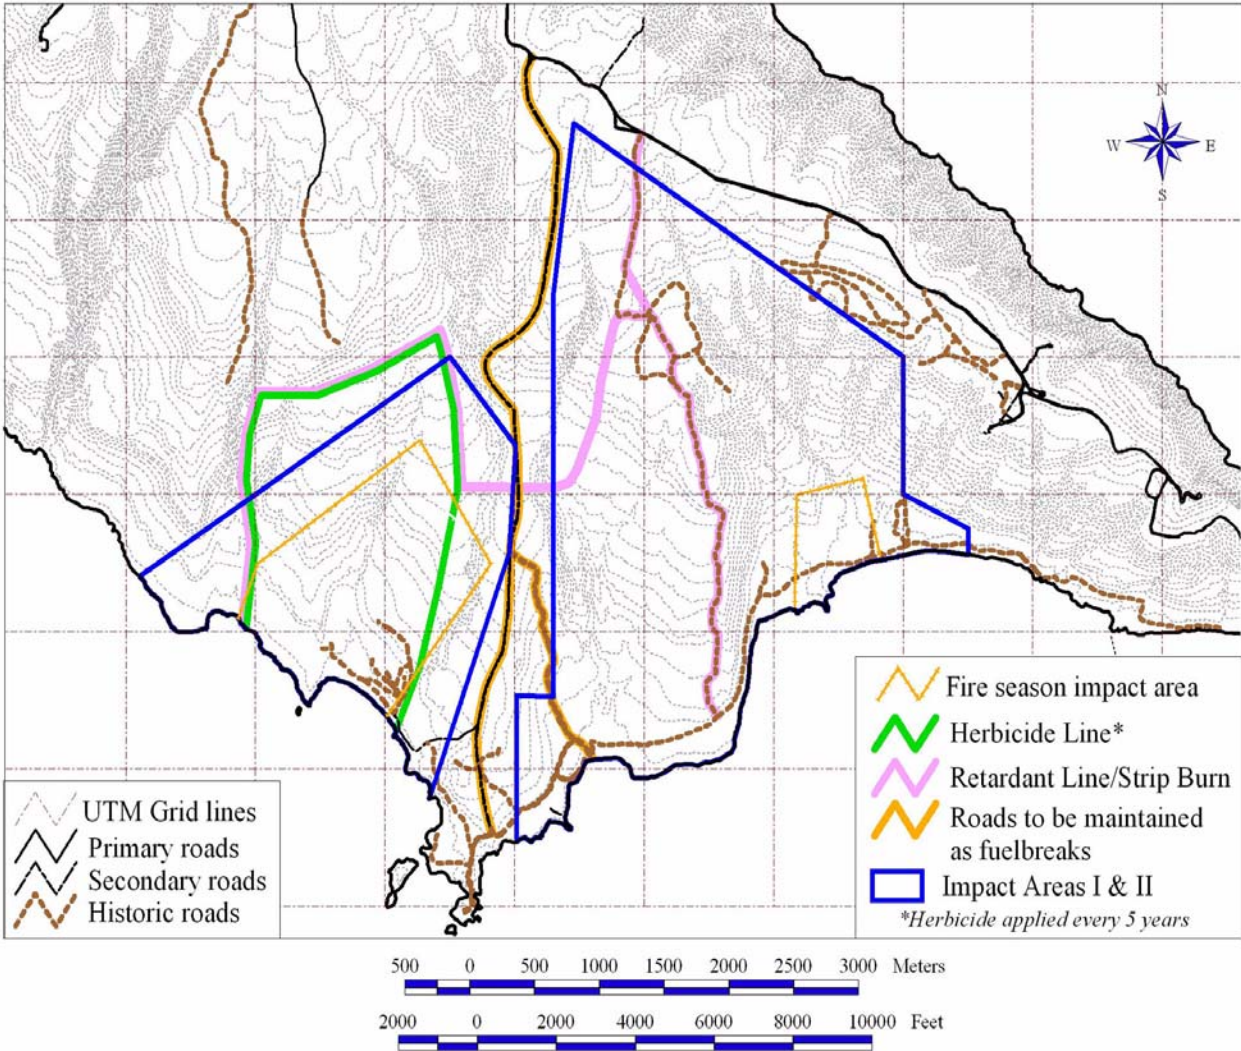 N
W E
S
Fire season impact area
Herbicide Line*
Retardant Line/Strip Burn
Roads to be maintained
as fuelbreaks
Impact Areas I & II
*Herbicide applied every 5 years
UTM Grid lines
Primary roads
Secondary roads
Historic roads
500 0 500 1000 1500 2000 2500 3000 Meters
2000 0 2000 4000 6000 8000 10000 Feet